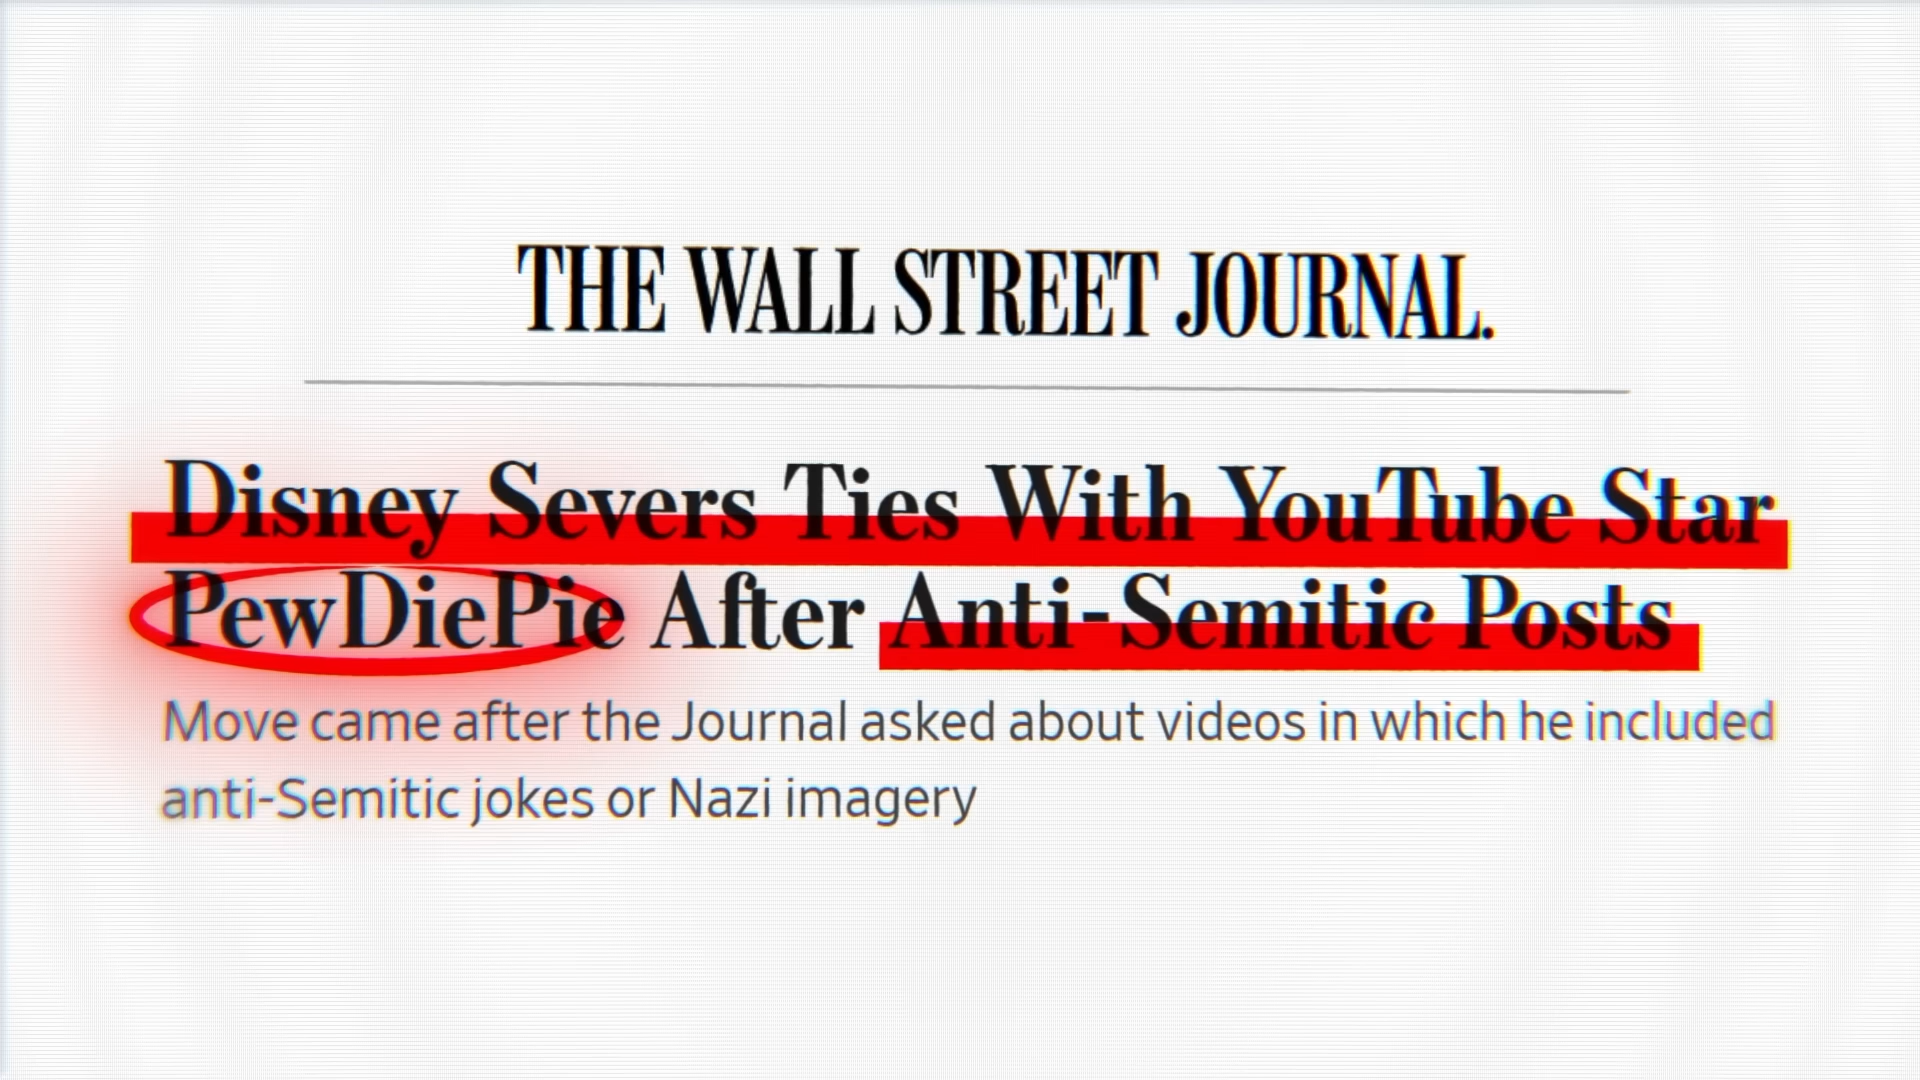 THE WALL STREET JOURNAL.
Disney Severs Ties With YouTube Star
PewDiePie After Anti-Semitic Posts
Move came after the Journal asked about videos in which he included
anti-Semitic jokes or Nazi imagery